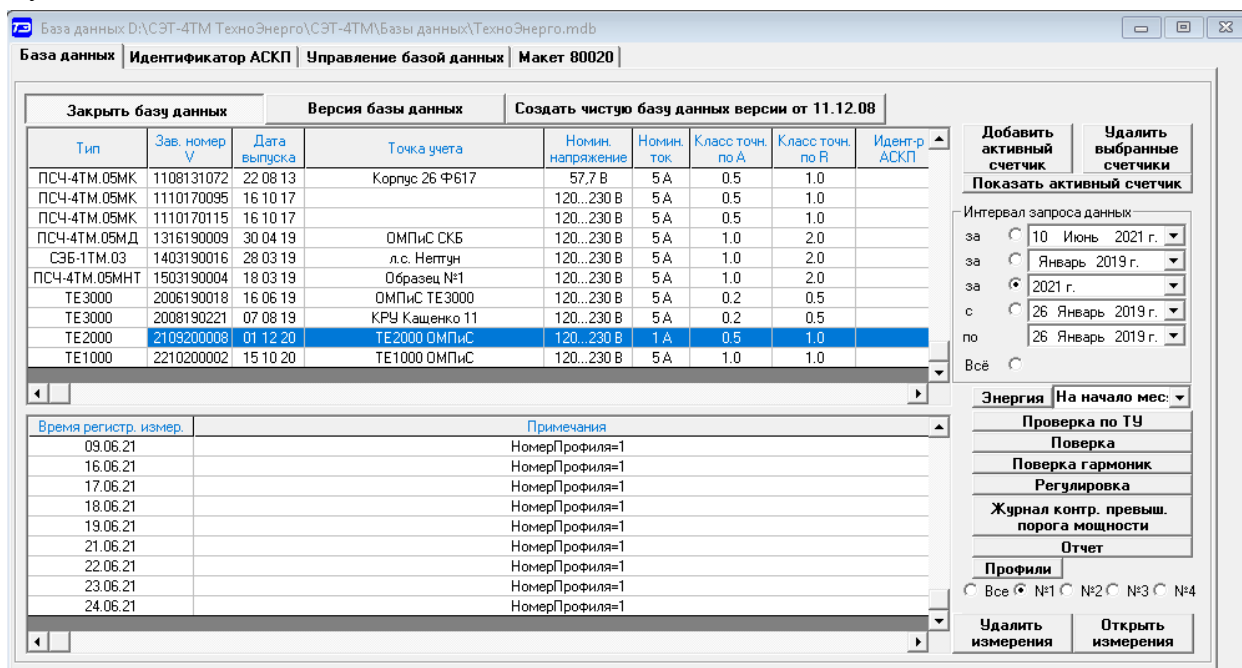 База данных D:\СЭТ-4ТМ ТехноЭнерго\СЭТ-4ТМ\Базы данных\ТехноЭнерго.mdb
База данных Идентификатор АСКП Управление базой данных Макет 80020
Закрыть базу данных Версия базы данных Создать чистую базу данных версии от 11.12.08
Тип Зав. номер V Дата выпуска Точка учета Номин. напряжение Номин. ток Класс точн. по А Класс точн. по R Идент-р АСКП
ПСЧ-4ТМ.05МК 1108131072 22 08 13 Корпус 26 Ф617 57,7 В 5 А 0.5 1.0
ПСЧ-4ТМ.05МК 1110170095 16 10 17 120...230 В 5 А 0.5 1.0
ПСЧ-4ТМ.05МК 1110170115 16 10 17 120...230 В 5 А 0.5 1.0
ПСЧ-4ТМ.05МД 1316190009 30 04 19 ОМПиС СКБ 120...230 В 5 А 1.0 2.0
СЭБ-1ТМ.03 1403190016 28 03 19 л.с. Нептун 120...230 В 5 А 1.0 2.0
ПСЧ-4ТМ.05МНТ 1503190004 18 03 19 Образец №1 120...230 В 5 А 1.0 2.0
ТЕ3000 2006190018 16 06 19 ОМПиС ТЕ3000 120...230 В 5 А 0.2 0.5
ТЕ3000 2008190221 07 08 19 КРУ Кащенко 11 120...230 В 5 А 0.2 0.5
ТЕ2000 2109200008 01 12 20 ТЕ2000 ОМПиС 120...230 В 1 А 0.5 1.0
ТЕ1000 2210200002 15 10 20 ТЕ1000 ОМПиС 120...230 В 5 А 1.0 1.0
Время регистр. измер. Примечания
09.06.21 НомерПрофиля=1
16.06.21 НомерПрофиля=1
17.06.21 НомерПрофиля=1
18.06.21 НомерПрофиля=1
19.06.21 НомерПрофиля=1
21.06.21 НомерПрофиля=1
22.06.21 НомерПрофиля=1
23.06.21 НомерПрофиля=1
24.06.21 НомерПрофиля=1
Добавить активный счетчик
Удалить выбранные счетчики
Показать активный счетчик
Интервал запроса данных
за 10 Июнь 2021 г.
за Январь 2019 г.
за 2021 г.
с 26 Январь 2019 г.
по 26 Январь 2019 г.
Всё
Энергия На начало мес
Проверка по ТУ
Поверка
Поверка гармоник
Регулировка
Журнал контр. превыш.
порога мощности
Отчет
Профили
Все №1 №2 №3 №4
Удалить измерения
Открыть измерения